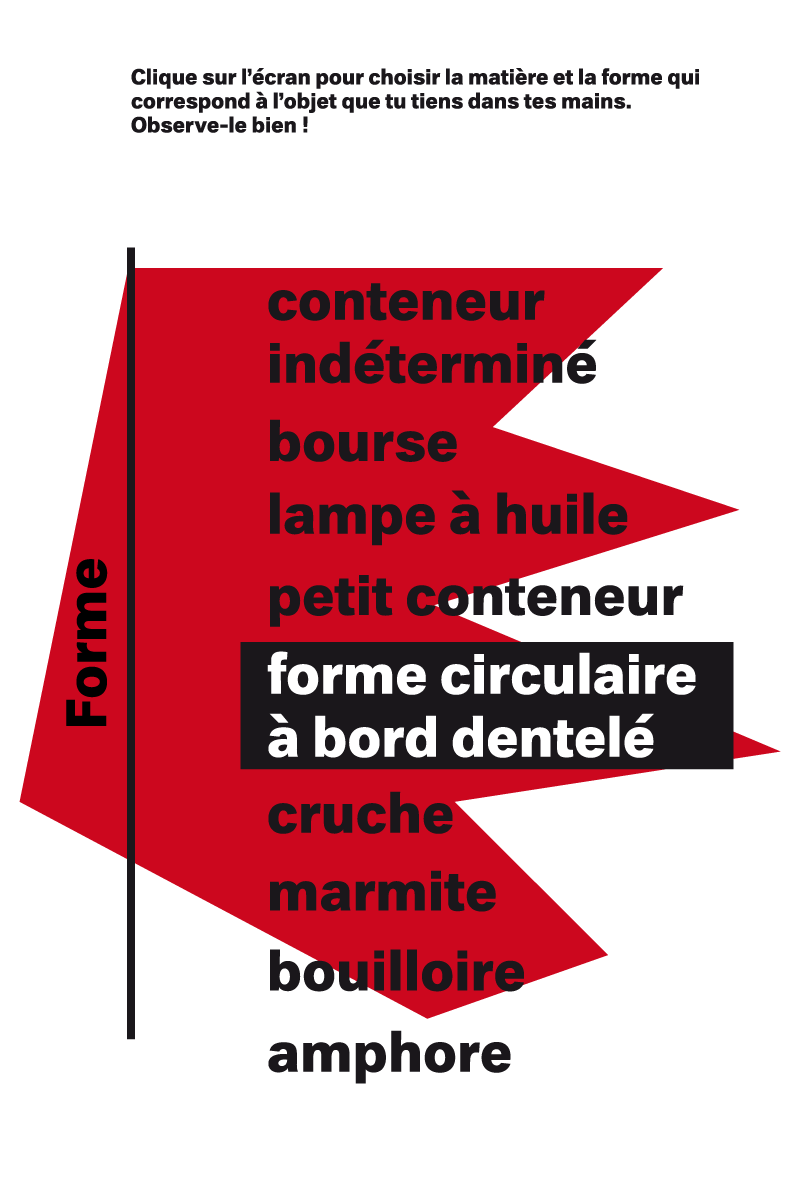 Clique sur l’écran pour choisir la matière et la forme qui
correspond à l’objet que tu tiens dans tes mains.
Observe-le bien !
Forme
conteneur
indéterminé
bourse
lampe à huile
petit conteneur
forme circulaire
à bord dentelé
cruche
marmite
bouilloire
amphore